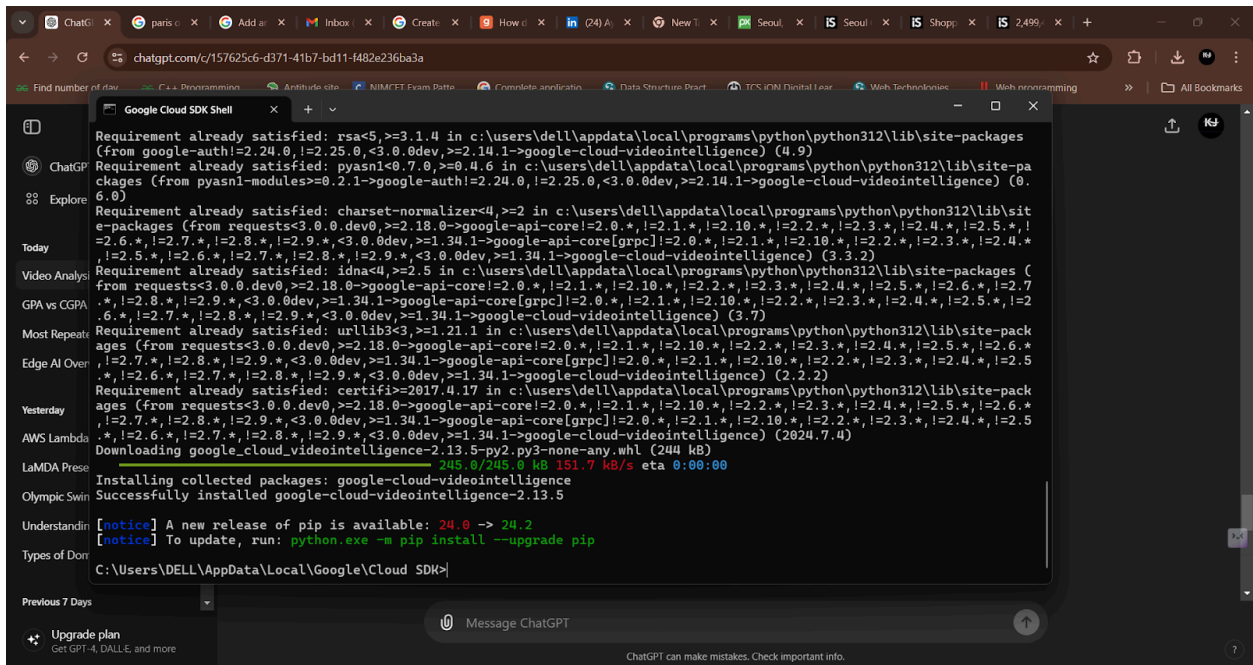 ChatG
paris o
Add ar
Inbox
Create
How d
(24) A
New T
Seoul,
Seoul
Shopp
2,499,
chatgpt.com/c/157625c6-d371-41b7-bd11-f482e236ba3a
Find number of day
C++ Programming
Aptitude site
NIMCET Exam Patte
Complete applicatio
Data Structure Pract
TCS iON Digital Lear
Web Technologies
Web programming
All Bookmarks
Google Cloud SDK Shell
ChatGP
Explore
Today
Video Analys
GPA vs CGPA
Most Repeate
Edge AI Over
Yesterday
AWS Lambda
LaMDA Prese
Olympic Swin
Understandin
Types of Dom
Previous 7 Days
Upgrade plan
Get GPT-4, DALL·E, and more
Requirement already satisfied: rsa<5,>=3.1.4 in c:\users\dell\appdata\local\programs\python\python312\lib\site-packages
(from google-auth!=2.24.0,!=2.25.0,<3.0.0dev,>=2.14.1->google-cloud-videointelligence) (4.9)
Requirement already satisfied: pyasn1<0.7.0,>=0.4.6 in c:\users\dell\appdata\local\programs\python\python312\lib\site-pa
ckages (from pyasn1-modules>=0.2.1->google-auth!=2.24.0,!=2.25.0,<3.0.0dev,>=2.14.1->google-cloud-videointelligence) (0.
6.0)
Requirement already satisfied: charset-normalizer<4,>=2 in c:\users\dell\appdata\local\programs\python\python312\lib\sit
e-packages (from requests<3.0.0.dev0,>=2.18.0->google-api-core!=2.0.*,!=2.1.*,!=2.10.*,!=2.2.*,!=2.3.*,!=2.4.*,!=2.5.*,!
=2.6.*,!=2.7.*,!=2.8.*,!=2.9.*,<3.0.0dev,>=1.34.1->google-api-core[grpc]!=2.0.*,!=2.1.*,!=2.10.*,!=2.2.*,!=2.3.*,!=2.4.*
,!=2.5.*,!=2.6.*,!=2.7.*,!=2.8.*,!=2.9.*,<3.0.0dev,>=1.34.1->google-cloud-videointelligence) (3.3.2)
Requirement already satisfied: idna<4,>=2.5 in c:\users\dell\appdata\local\programs\python\python312\lib\site-packages (
from requests<3.0.0.dev0,>=2.18.0->google-api-core!=2.0.*,!=2.1.*,!=2.10.*,!=2.2.*,!=2.3.*,!=2.4.*,!=2.5.*,!=2.6.*,!=2.7
.*,!=2.8.*,!=2.9.*,<3.0.0dev,>=1.34.1->google-api-core[grpc]!=2.0.*,!=2.1.*,!=2.10.*,!=2.2.*,!=2.3.*,!=2.4.*,!=2.5.*,!=2
.6.*,!=2.7.*,!=2.8.*,!=2.9.*,<3.0.0dev,>=1.34.1->google-cloud-videointelligence) (3.7)
Requirement already satisfied: urllib3<3,>=1.21.1 in c:\users\dell\appdata\local\programs\python\python312\lib\site-pack
ages (from requests<3.0.0.dev0,>=2.18.0->google-api-core!=2.0.*,!=2.1.*,!=2.10.*,!=2.2.*,!=2.3.*,!=2.4.*,!=2.5.*,!=2.6.*
,!=2.7.*,!=2.8.*,!=2.9.*,<3.0.0dev,>=1.34.1->google-api-core[grpc]!=2.0.*,!=2.1.*,!=2.10.*,!=2.2.*,!=2.3.*,!=2.4.*,!=2.5
.*,!=2.6.*,!=2.7.*,!=2.8.*,!=2.9.*,<3.0.0dev,>=1.34.1->google-cloud-videointelligence) (2.2.2)
Requirement already satisfied: certifi>=2017.4.17 in c:\users\dell\appdata\local\programs\python\python312\lib\site-pack
ages (from requests<3.0.0.dev0,>=2.18.0->google-api-core!=2.0.*,!=2.1.*,!=2.10.*,!=2.2.*,!=2.3.*,!=2.4.*,!=2.5.*,!=2.6.*
,!=2.7.*,!=2.8.*,!=2.9.*,<3.0.0dev,>=1.34.1->google-api-core[grpc]!=2.0.*,!=2.1.*,!=2.10.*,!=2.2.*,!=2.3.*,!=2.4.*,!=2.5
.*,!=2.6.*,!=2.7.*,!=2.8.*,!=2.9.*,<3.0.0dev,>=1.34.1->google-cloud-videointelligence) (2024.7.4)
Downloading google_cloud_videointelligence-2.13.5-py2.py3-none-any.whl (244 kB)
245.0/245.0 kB 151.7 kB/s eta 0:00:00
Installing collected packages: google-cloud-videointelligence
Successfully installed google-cloud-videointelligence-2.13.5
[notice] A new release of pip is available: 24.0 -> 24.2
[notice] To update, run: python.exe -m pip install --upgrade pip
C:\Users\DELL\AppData\Local\Google\Cloud SDK>
Message ChatGPT
ChatGPT can make mistakes. Check important info.